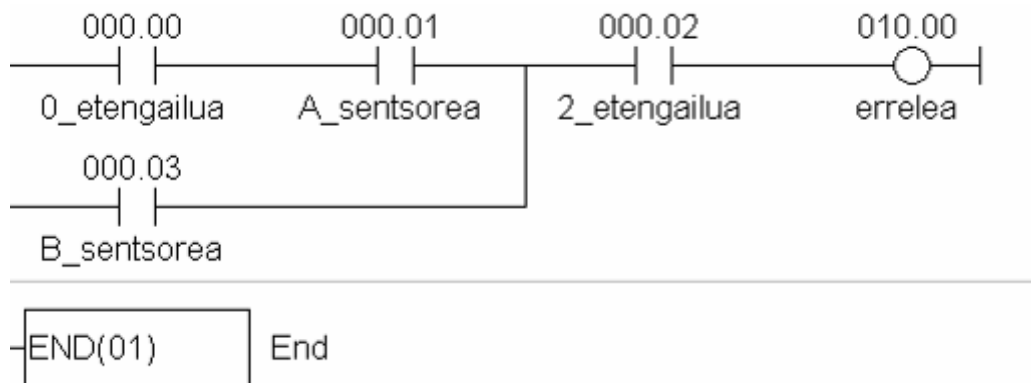 000.00 000.01 000.02 010.00
0_etengailua A_sentsorea 2_etengailua errelea
000.03
B_sentsorea
END(01) End